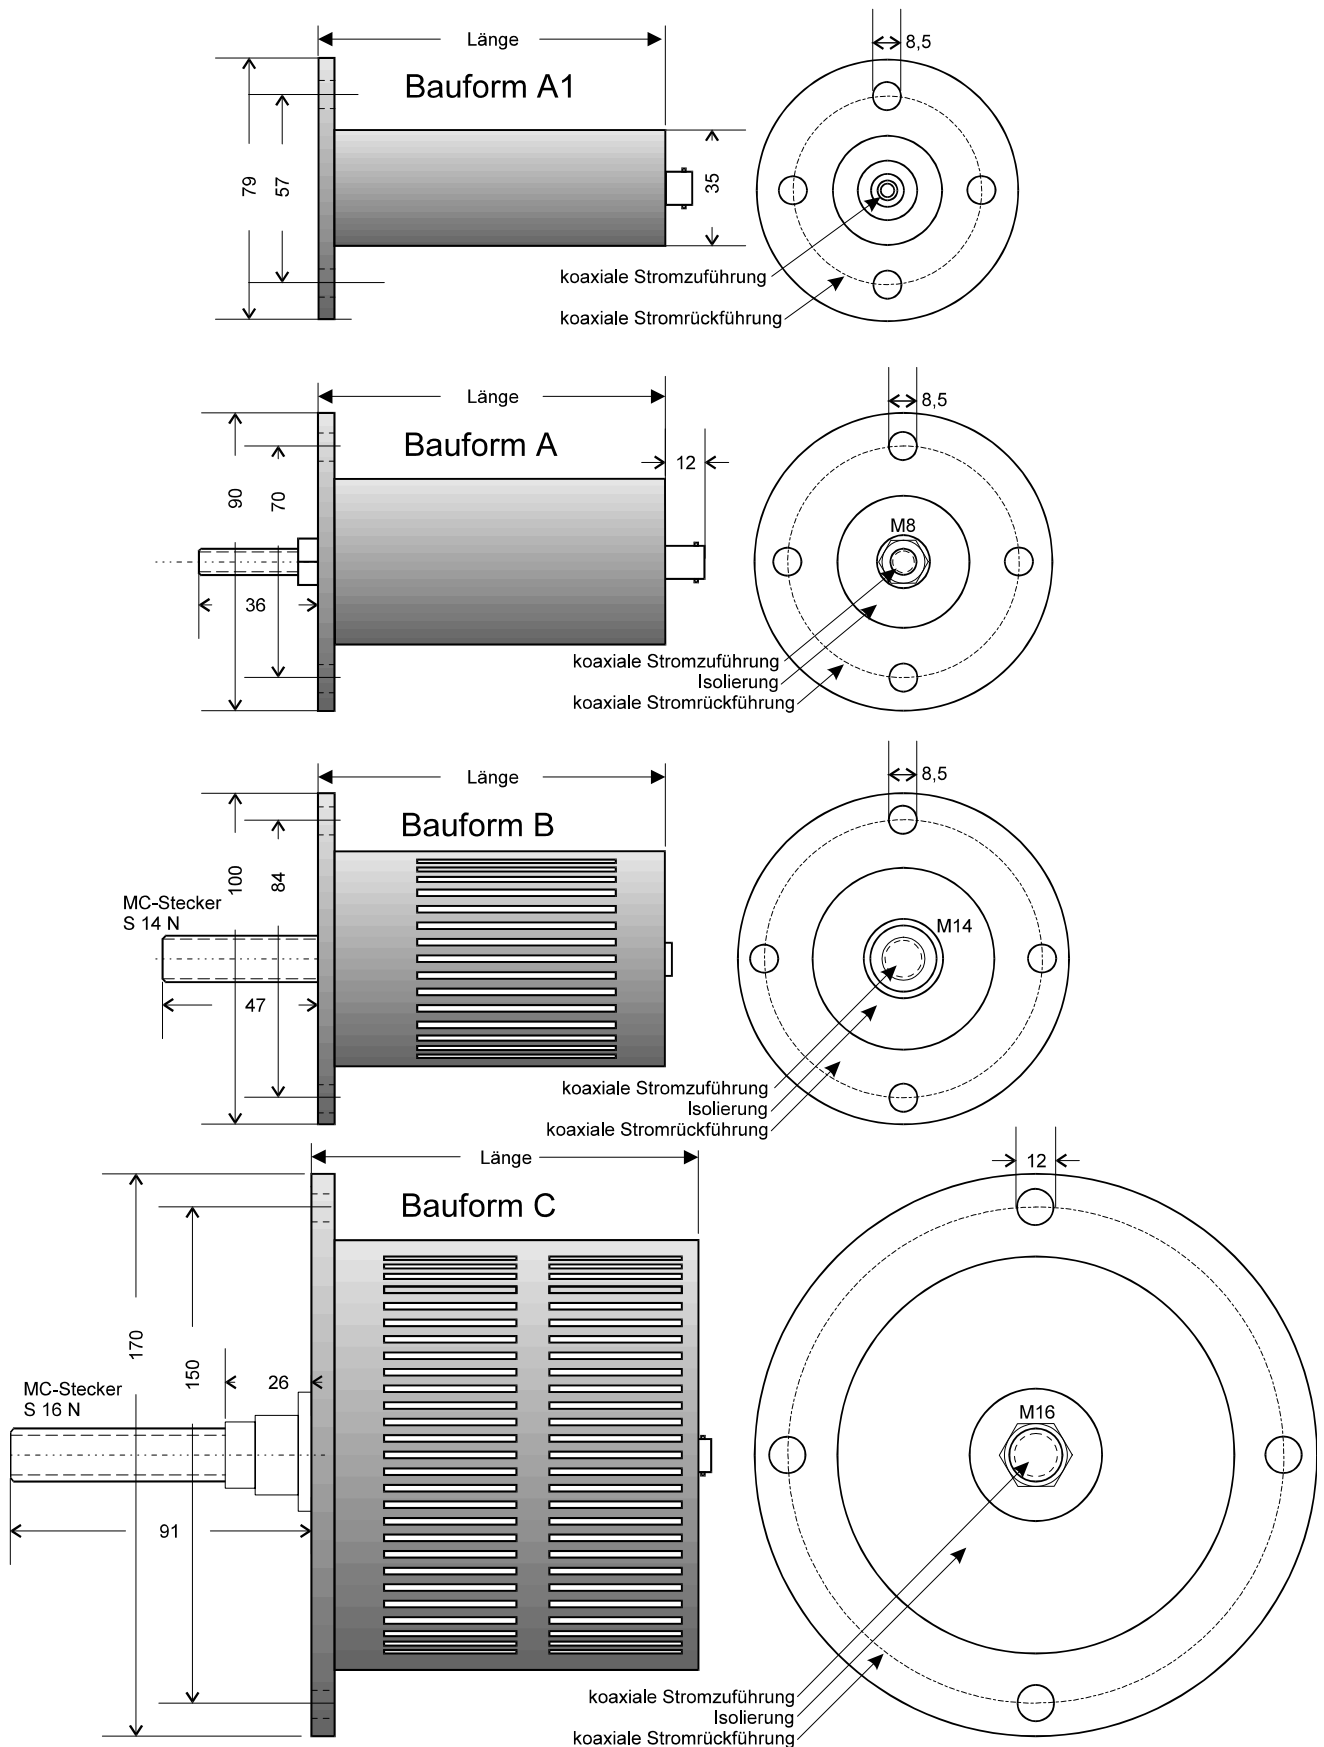 Länge
8,5
Bauform A1
79
57
35
koaxiale Stromzuführung
koaxiale Stromrückführung
Länge
8,5
Bauform A
12
90
70
M8
36
koaxiale Stromzuführung
Isolierung
koaxiale Stromrückführung
Länge
8,5
Bauform B
100
84
MC-Stecker
S 14 N
M14
47
koaxiale Stromzuführung
Isolierung
koaxiale Stromrückführung
Länge
12
Bauform C
170
150
26
MC-Stecker
S 16 N
M16
91
koaxiale Stromzuführung
Isolierung
koaxiale Stromrückführung